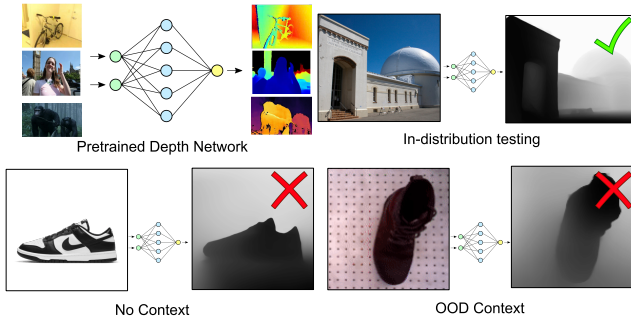 Pretrained Depth Network
In-distribution testing
No Context
OOD Context